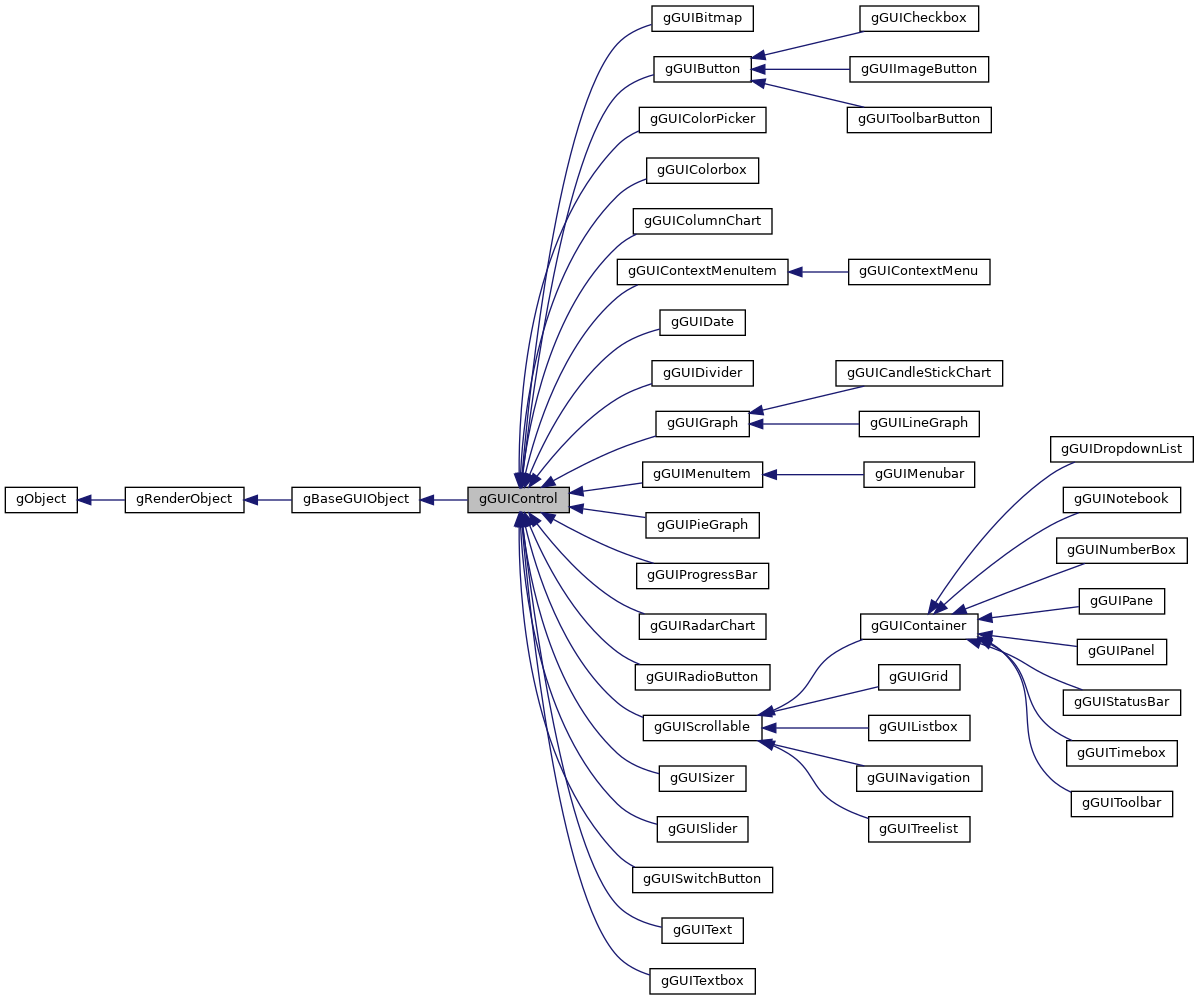 gObject
gRenderObject
gBaseGUIObject
gGUIControl
gGUIBitmap
gGUIButton
gGUICheckbox
gGUIImageButton
gGUIToolbarButton
gGUIColorPicker
gGUIColorbox
gGUIColumnChart
gGUIContextMenuItem
gGUIContextMenu
gGUIDate
gGUIDivider
gGUIGraph
gGUICandleStickChart
gGUILineGraph
gGUIMenuItem
gGUIMenubar
gGUIPieGraph
gGUIProgressBar
gGUIRadarChart
gGUIRadioButton
gGUIScrollable
gGUIContainer
gGUIDropdownList
gGUINotebook
gGUINumberBox
gGUIPane
gGUIPanel
gGUIStatusBar
gGUITimebox
gGUIToolbar
gGUIGrid
gGUIListbox
gGUINavigation
gGUITreelist
gGUISizer
gGUISlider
gGUISwitchButton
gGUIText
gGUITextbox